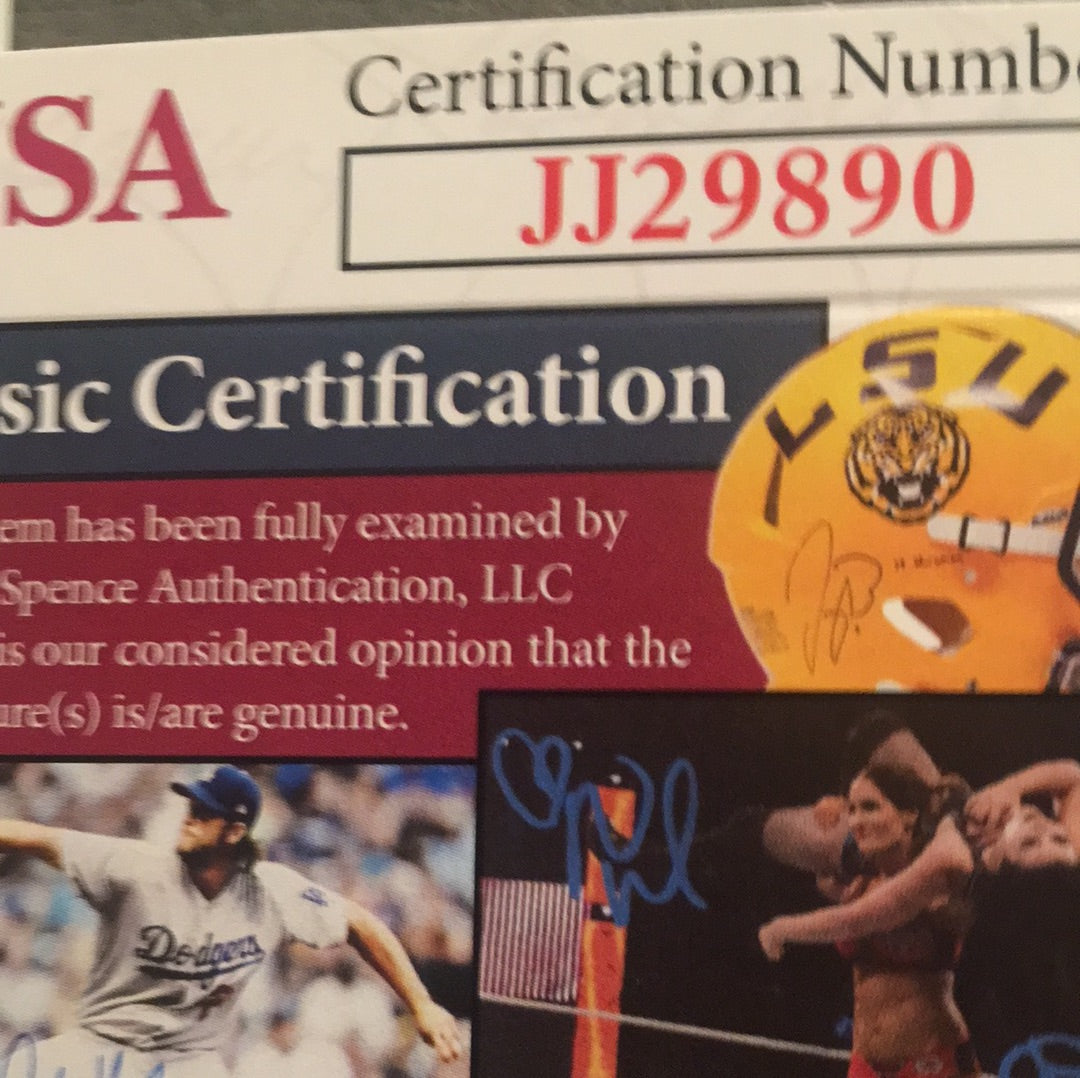 Certification Numb
SA
JJ29890
sic Certification
LSU
em has been fully examined by
Spence Authentication, LLC
is our considered opinion that the
ure(s) is/are genuine.
Dodgers